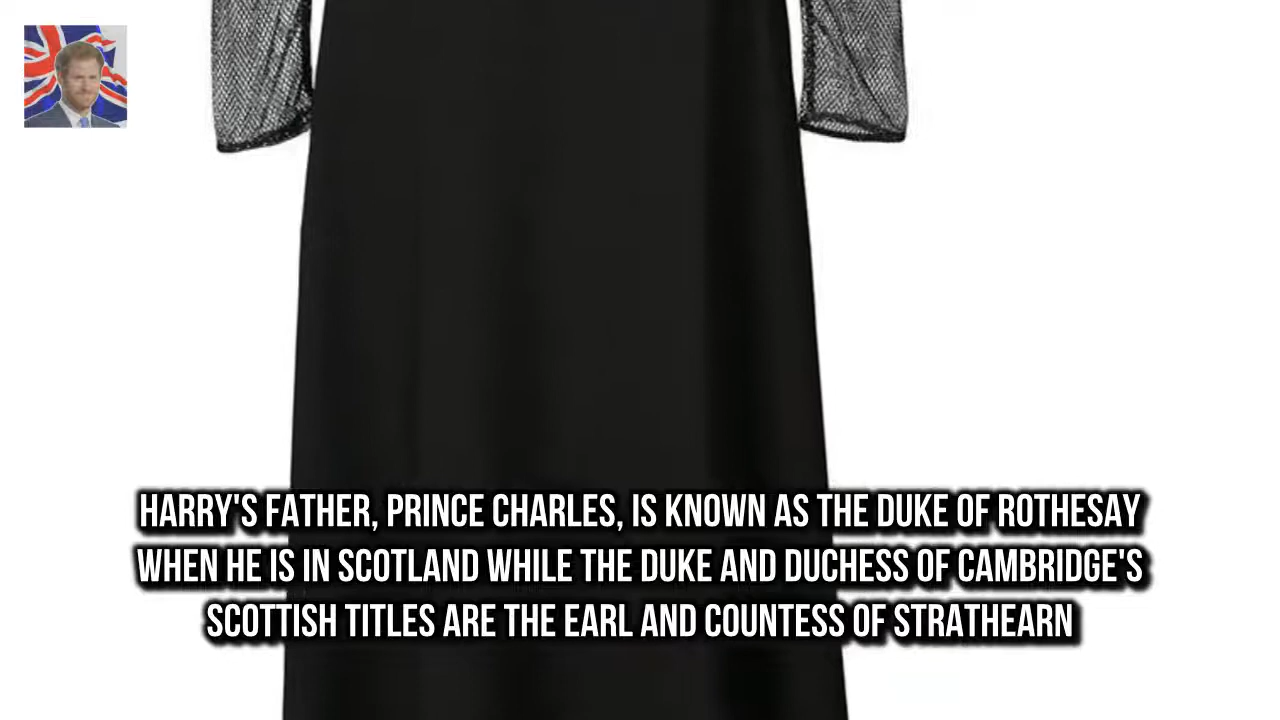 HARRY'S FATHER, PRINCE CHARLES, IS KNOWN AS THE DUKE OF ROTHESAY
WHEN HE IS IN SCOTLAND WHILE THE DUKE AND DUCHESS OF CAMBRIDGE'S
SCOTTISH TITLES ARE THE EARL AND COUNTESS OF STRATHEARN